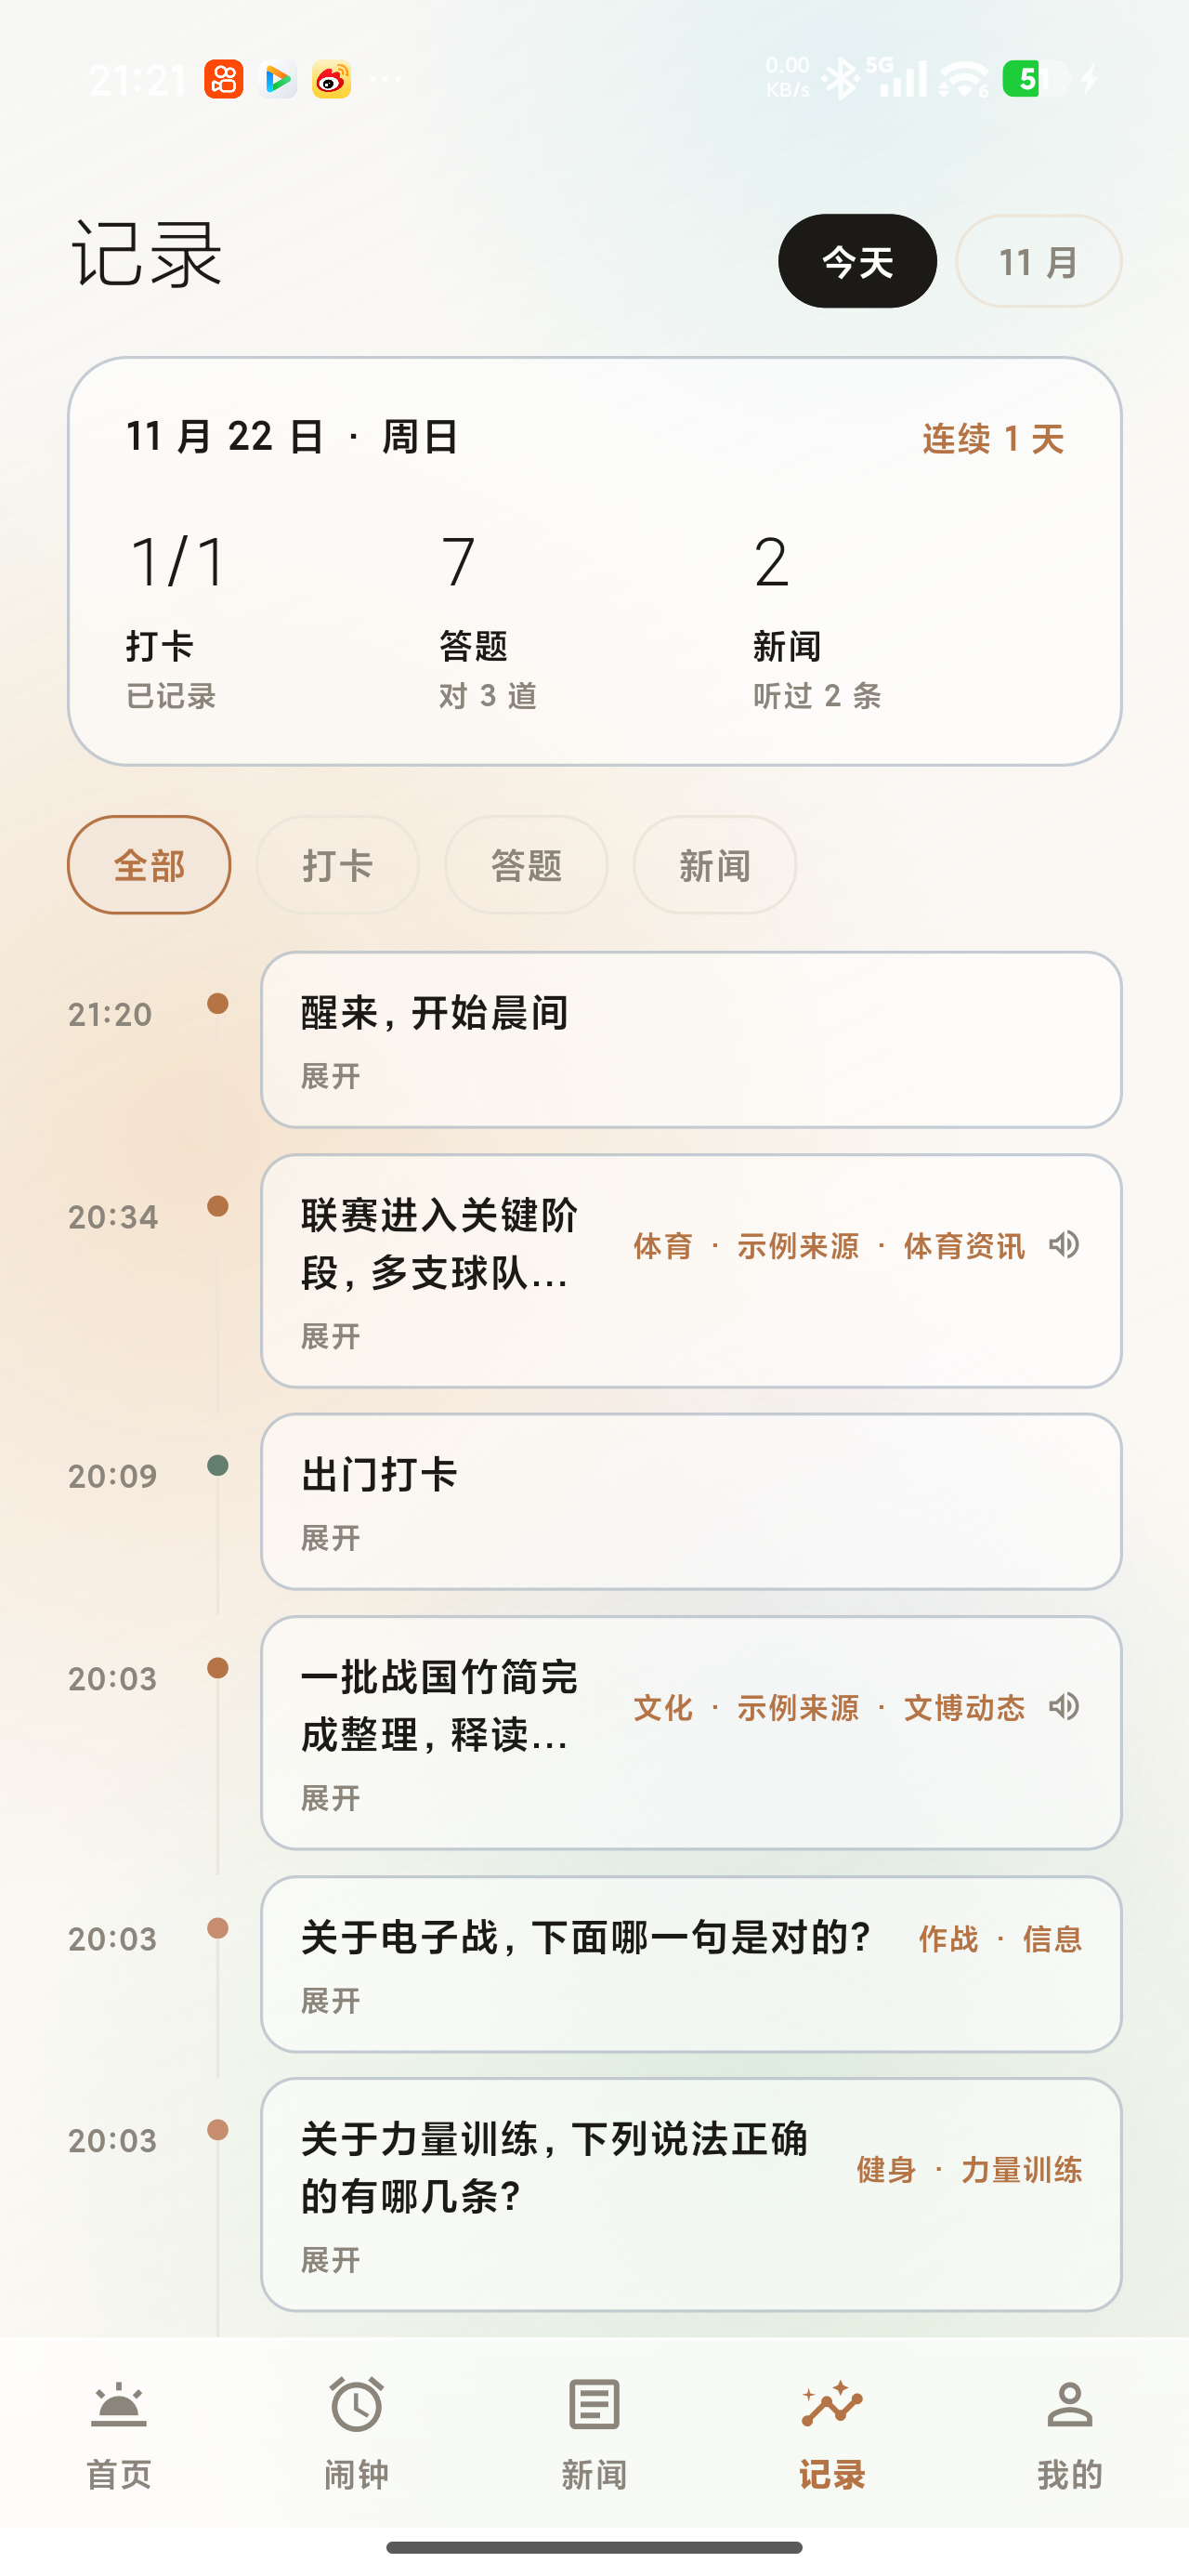 21:21 ··· 0.00 KB/s 5G 6 51
记录
今天 11 月
11 月 22 日 · 周日 连续 1 天
1/1 7 2
打卡 答题 新闻
已记录 对 3 道 听过 2 条
全部 打卡 答题 新闻
21:20 醒来，开始晨间
展开
20:34 联赛进入关键阶
段，多支球队... 体育 · 示例来源 · 体育资讯
展开
20:09 出门打卡
展开
20:03 一批战国竹简完
成整理，释读... 文化 · 示例来源 · 文博动态
展开
20:03 关于电子战，下面哪一句是对的？ 作战 · 信息
展开
20:03 关于力量训练，下列说法正确
的有哪几条？ 健身 · 力量训练
展开
首页 闹钟 新闻 记录 我的